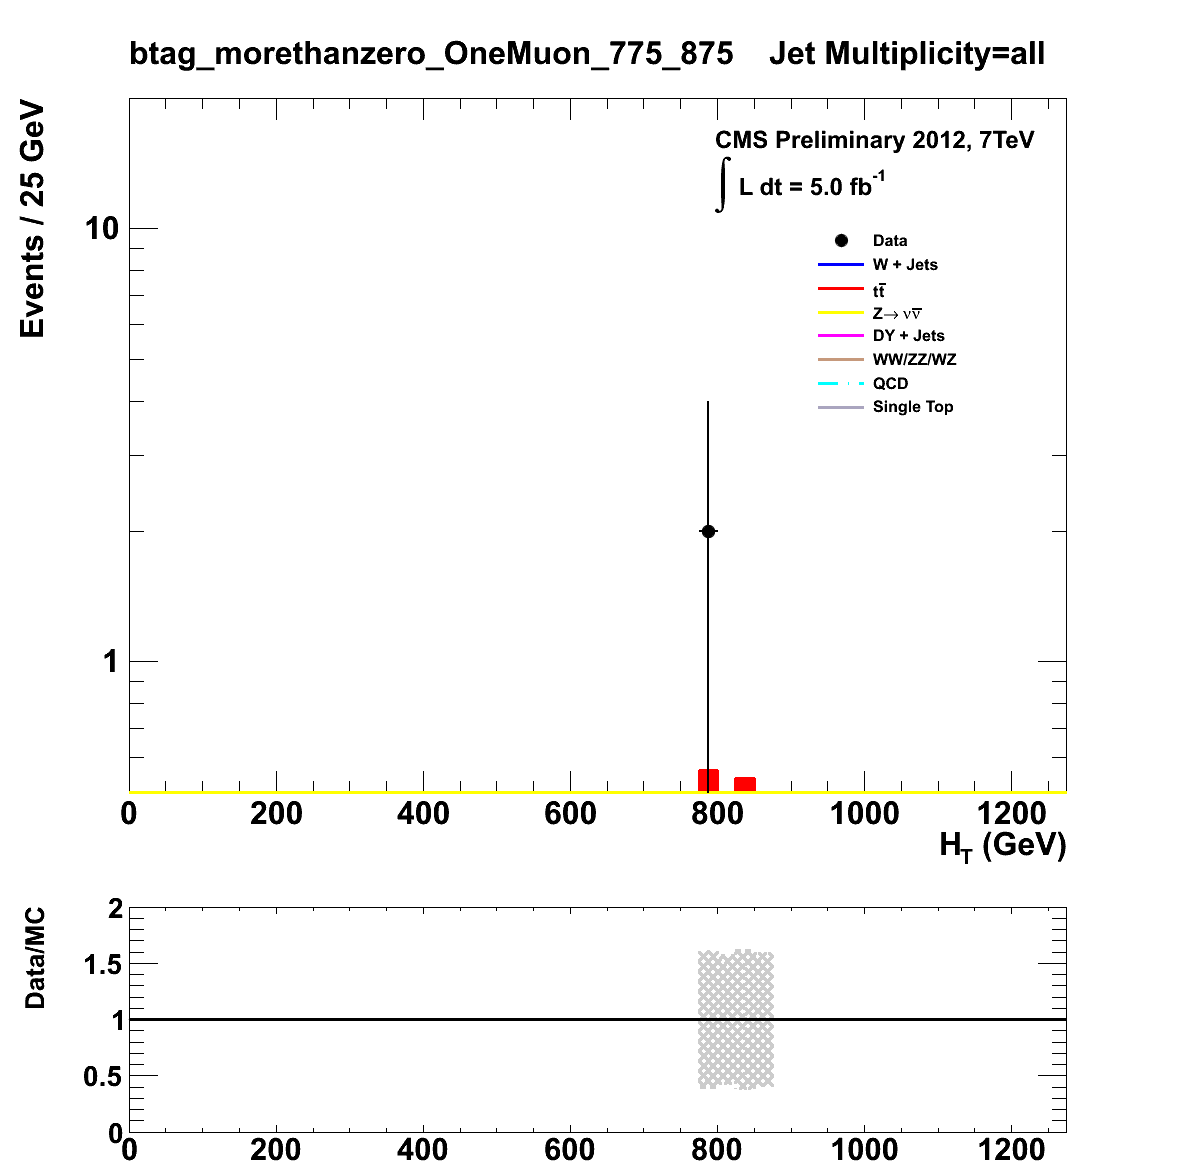 btag_morethanzero_OneMuon_775_875 Jet Multiplicity=all
Events / 25 GeV
CMS Preliminary 2012, 7TeV
∫ L dt = 5.0 fb⁻¹
Data
W + Jets
tt̅
Z→ νν̅
DY + Jets
WW/ZZ/WZ
QCD
Single Top
10
1
0 200 400 600 800 1000 1200
H_T (GeV)
Data/MC
2
1.5
1
0.5
0
0 200 400 600 800 1000 1200